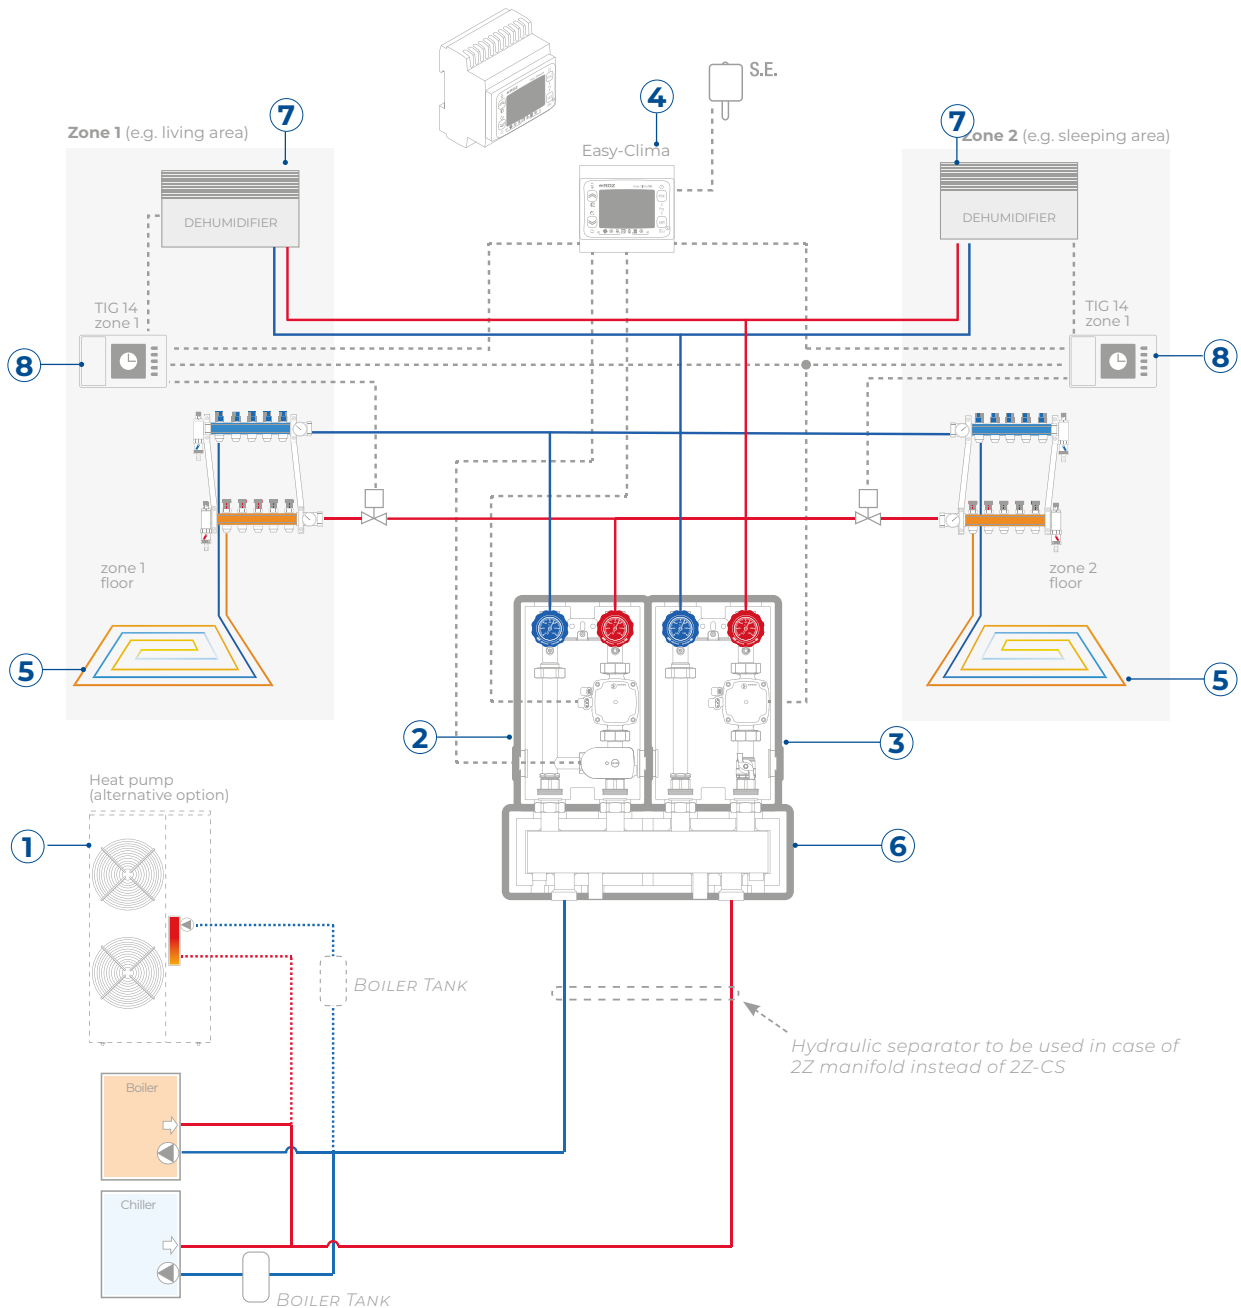 S.E.
4
7
Zone 1 (e.g. living area)
Easy-Clima
7
Zone 2 (e.g. sleeping area)
RDZ
DEHUMIDIFIER
DEHUMIDIFIER
TIG 14
zone 1
TIG 14
zone 1
8
8
zone 1
floor
zone 2
floor
5
5
2
3
Heat pump
(alternative option)
1
6
BOILER TANK
Hydraulic separator to be used in case of
2Z manifold instead of 2Z-CS
Boiler
Chiller
BOILER TANK